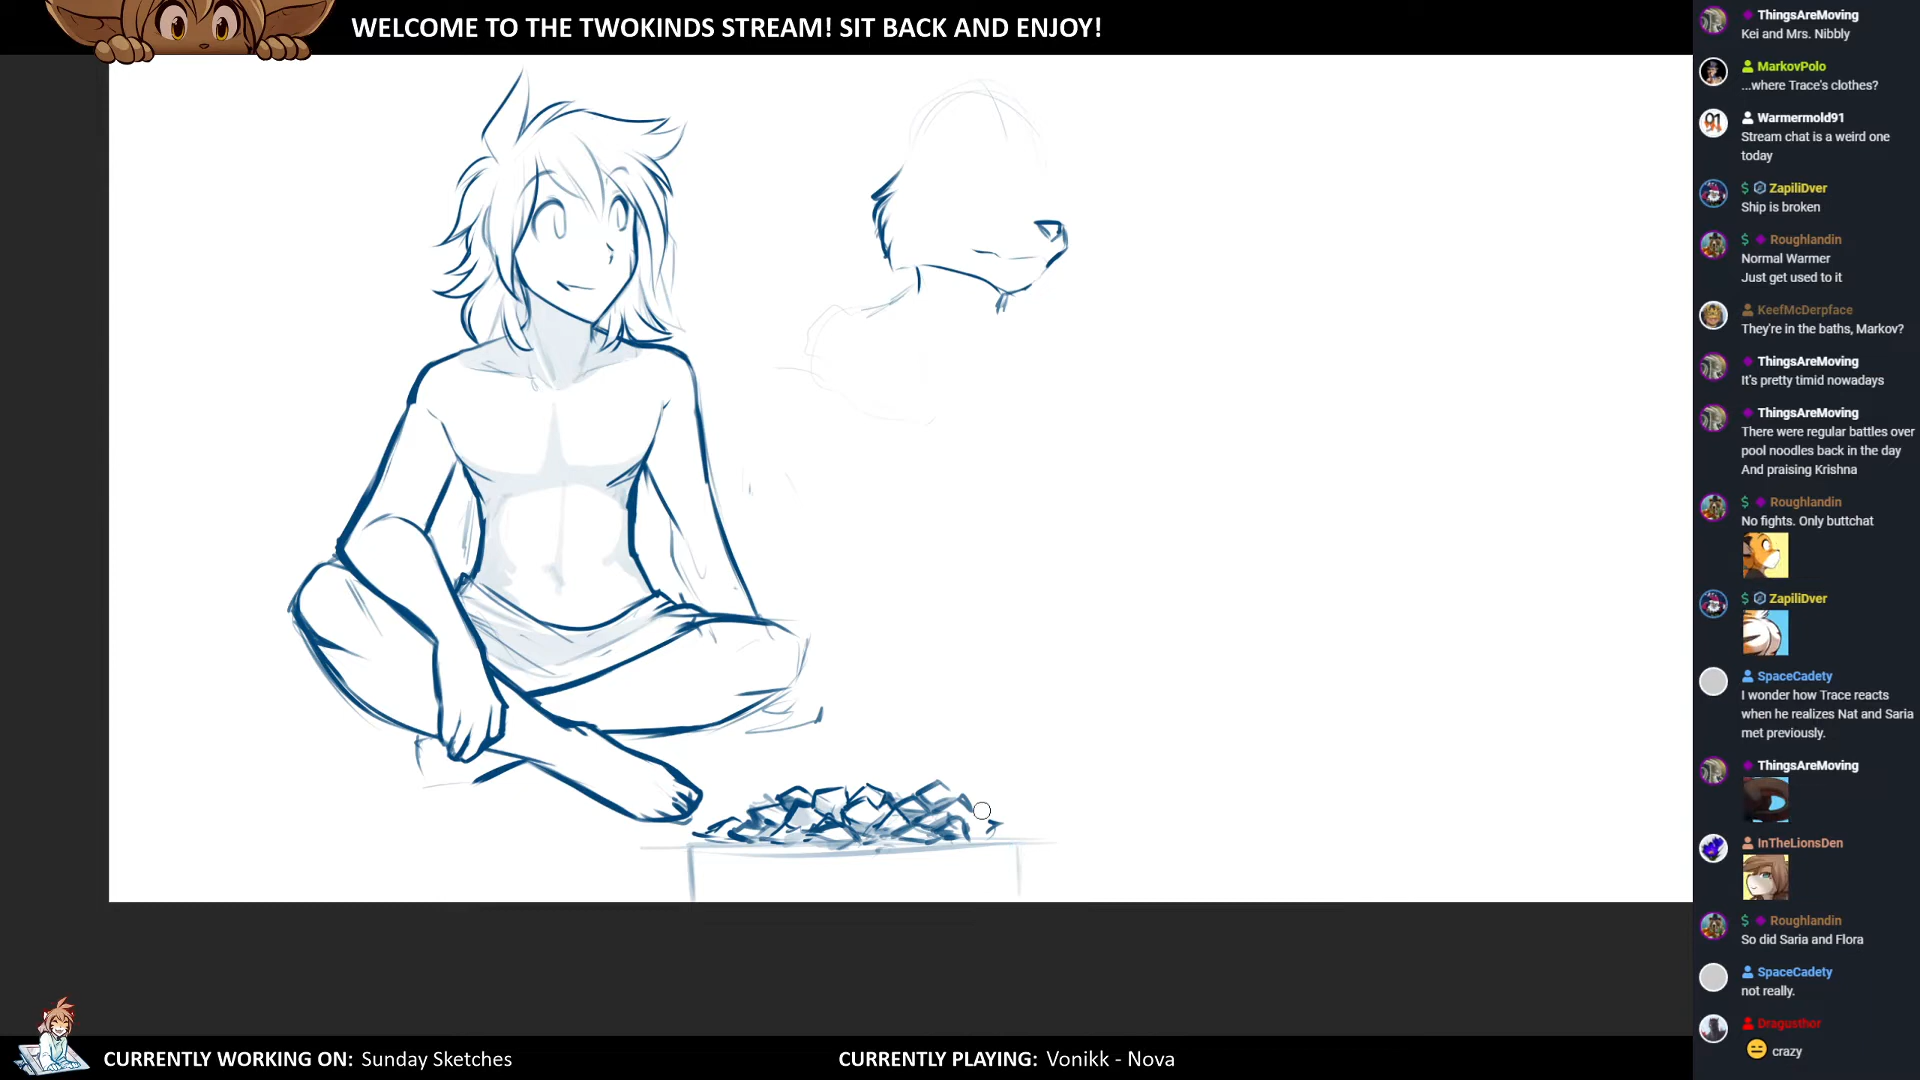 WELCOME TO THE TWOKINDS STREAM! SIT BACK AND ENJOY!
ThingsAreMoving
Kei and Mrs. Nibbly
MarkovPolo
...where Trace's clothes?
91
Warmermold91
Stream chat is a weird one
today
$ ZapiliDver
Ship is broken
$ Roughlandin
Normal Warmer
Just get used to it
KeefMcDerpface
They're in the baths, Markov?
ThingsAreMoving
It's pretty timid nowadays
ThingsAreMoving
There were regular battles over
pool noodles back in the day
And praising Krishna
$ Roughlandin
No fights. Only buttchat
$ ZapiliDver
SpaceCadety
I wonder how Trace reacts
when he realizes Nat and Saria
met previously.
ThingsAreMoving
InTheLionsDen
$ Roughlandin
So did Saria and Flora
SpaceCadety
not really.
Dragusthor
crazy
CURRENTLY WORKING ON: Sunday Sketches
CURRENTLY PLAYING: Vonikk - Nova